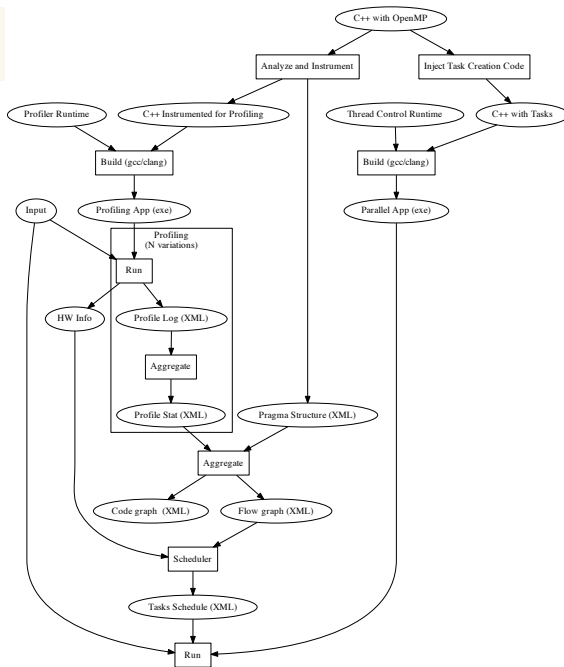 C++ with OpenMP
Analyze and Instrument
Inject Task Creation Code
Profiler Runtime
C++ Instrumented for Profiling
Thread Control Runtime
C++ with Tasks
Build (gcc/clang)
Build (gcc/clang)
Input
Profiling App (exe)
Parallel App (exe)
Profiling
(N variations)
Run
HW Info
Profile Log (XML)
Aggregate
Profile Stat (XML)
Pragma Structure (XML)
Aggregate
Code graph (XML)
Flow graph (XML)
Scheduler
Tasks Schedule (XML)
Run